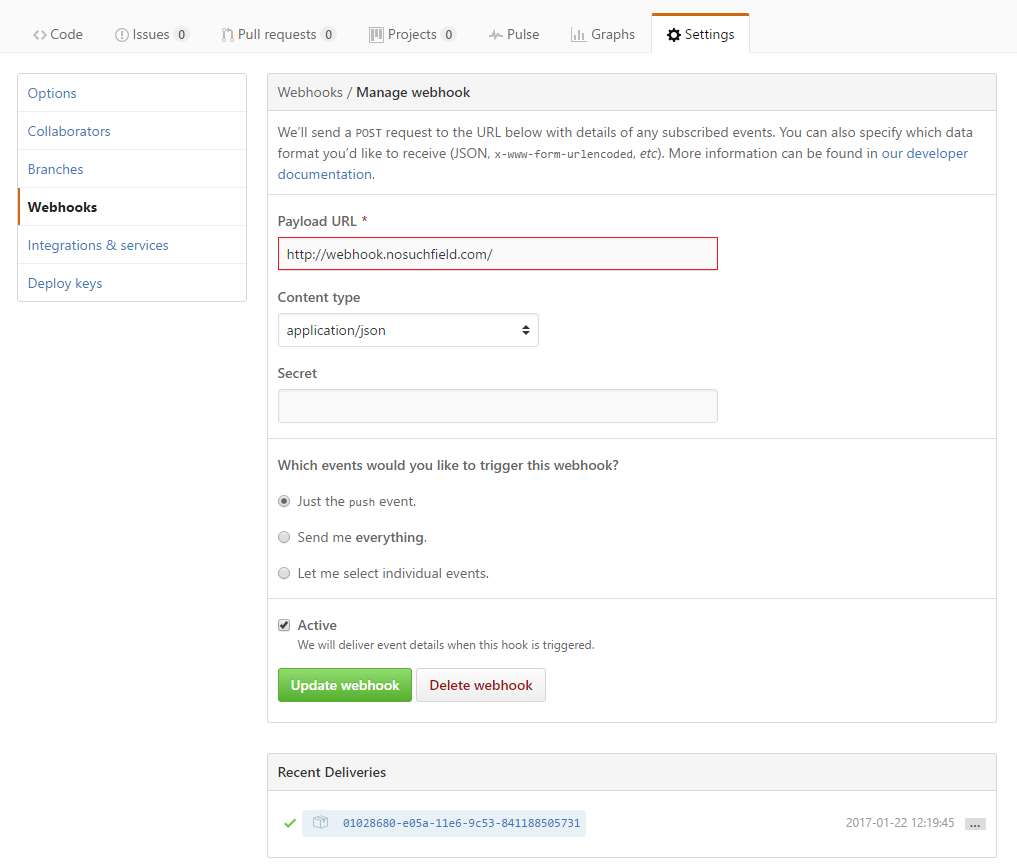 Code Issues 0 Pull requests 0 Projects 0 Pulse Graphs Settings
Options
Collaborators
Branches
Webhooks
Integrations & services
Deploy keys
Webhooks / Manage webhook
We’ll send a POST request to the URL below with details of any subscribed events. You can also specify which data
format you’d like to receive (JSON, x-www-form-urlencoded, etc). More information can be found in our developer
documentation.
Payload URL *
http://webhook.nosuchfield.com/
Content type
application/json
Secret
Which events would you like to trigger this webhook?
Just the push event.
Send me everything.
Let me select individual events.
Active
We will deliver event details when this hook is triggered.
Update webhook Delete webhook
Recent Deliveries
01028680-e05a-11e6-9c53-841188505731 2017-01-22 12:19:45 ...